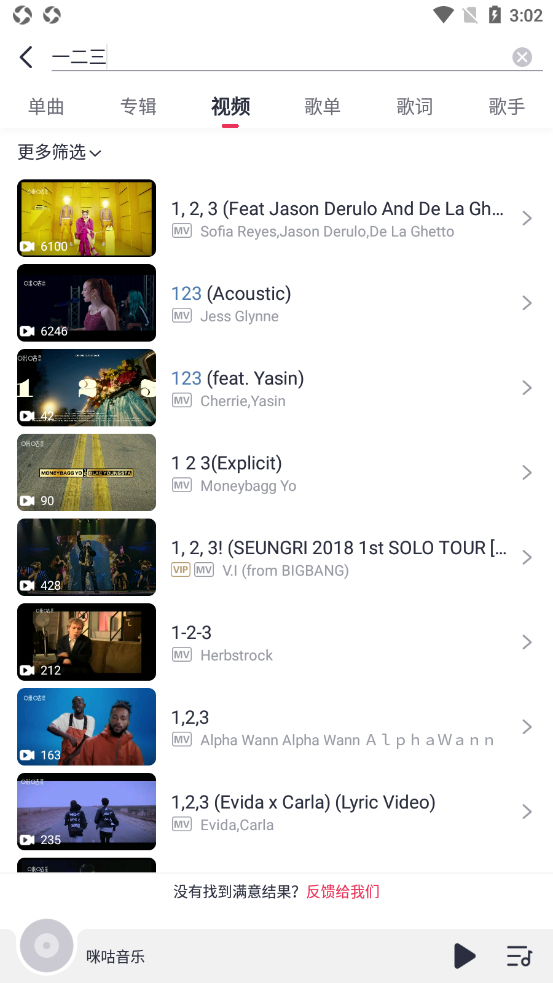 3:02
一二三
单曲 专辑 视频 歌单 歌词 歌手
更多筛选
6100
1, 2, 3 (Feat Jason Derulo And De La Gh...
MV Sofia Reyes,Jason Derulo,De La Ghetto
6246
123 (Acoustic)
MV Jess Glynne
1 2 3
42
123 (feat. Yasin)
MV Cherrie,Yasin
MONEYBAGG YO
90
1 2 3(Explicit)
MV Moneybagg Yo
428
1, 2, 3! (SEUNGRI 2018 1st SOLO TOUR [...
VIP MV V.I (from BIGBANG)
212
1-2-3
MV Herbstrock
163
1,2,3
MV Alpha Wann Alpha Wann ＡｌｐｈａＷａｎｎ
235
1,2,3 (Evida x Carla) (Lyric Video)
MV Evida,Carla
没有找到满意结果？反馈给我们
咪咕音乐